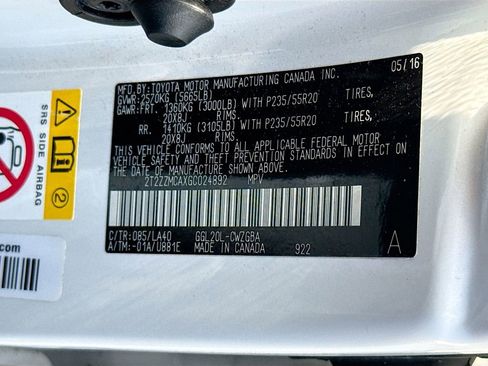 MFD. BY: TOYOTA MOTOR MANUFACTURING CANADA INC. 05/16
GVWR: 2570KG (5665LB)
GAWR: FRT. 1360KG (3000LB) WITH P235/55R20 TIRES,
20X8J RIMS,
RR. 1410KG (3105LB) WITH P235/55R20 TIRES,
20X8J RIMS.
THIS VEHICLE CONFORMS TO ALL APPLICABLE FEDERAL MOTOR
VEHICLE SAFETY AND THEFT PREVENTION STANDARDS IN EFFECT ON
THE DATE OF MANUFACTURE SHOWN ABOVE.
2T2ZZMCAXGC024892 MPV
C/TR: 085/LA40 GGL20L-CWZGBA
A/TM: -01A/U881E MADE IN CANADA 922
A
SRS SIDE AIRBAG
.com